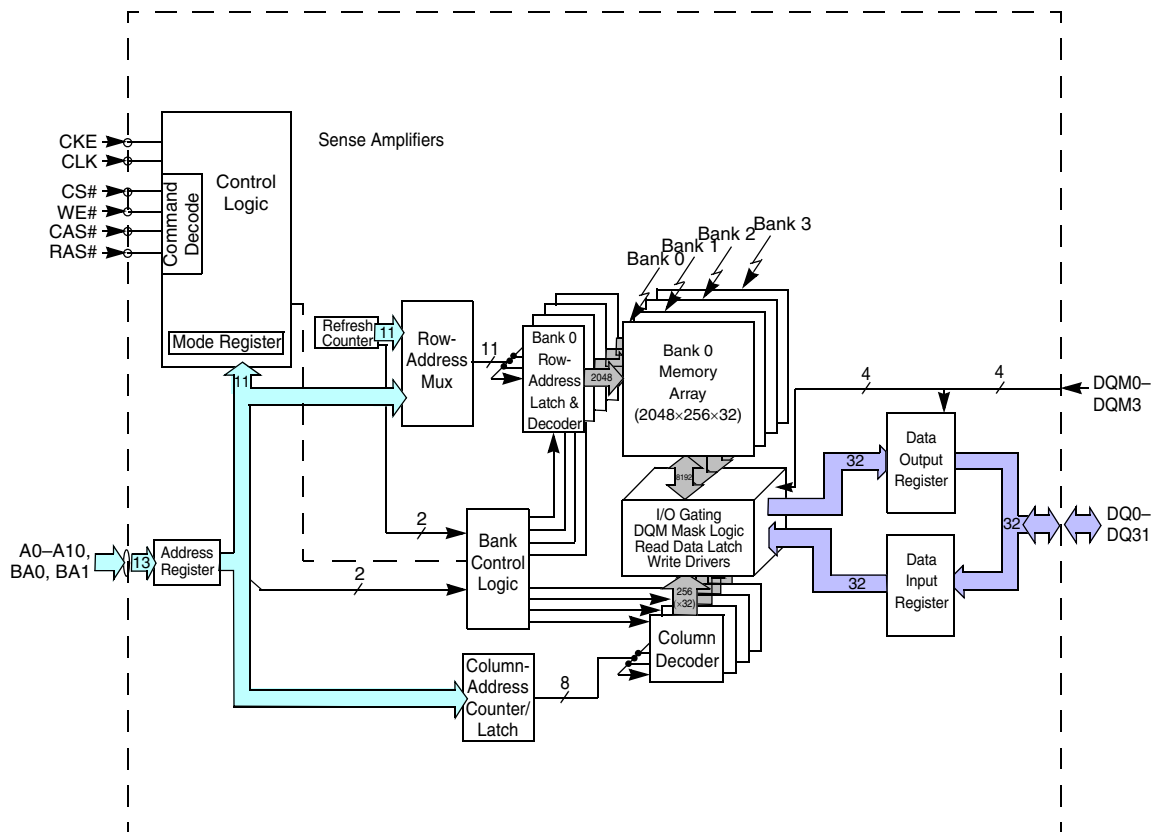 CKE
CLK
CS#
WE#
CAS#
RAS#
Command
Decode
Control
Logic
Mode Register
Sense Amplifiers
Bank 0
Bank 1
Bank 2
Bank 3
Refresh
Counter
11
Row-
Address
Mux
11
Bank 0
Row-
Address
Latch &
Decoder
2048
Bank 0
Memory
Array
(2048×256×32)
11
4
4
DQM0–
DQM3
Data
Output
Register
32
8192
I/O Gating
DQM Mask Logic
Read Data Latch
Write Drivers
32
DQ0–
DQ31
Data
Input
Register
32
A0–A10,
BA0, BA1
13
Address
Register
2
2
Bank
Control
Logic
256
(×32)
Column
Decoder
Column-
Address
Counter/
Latch
8